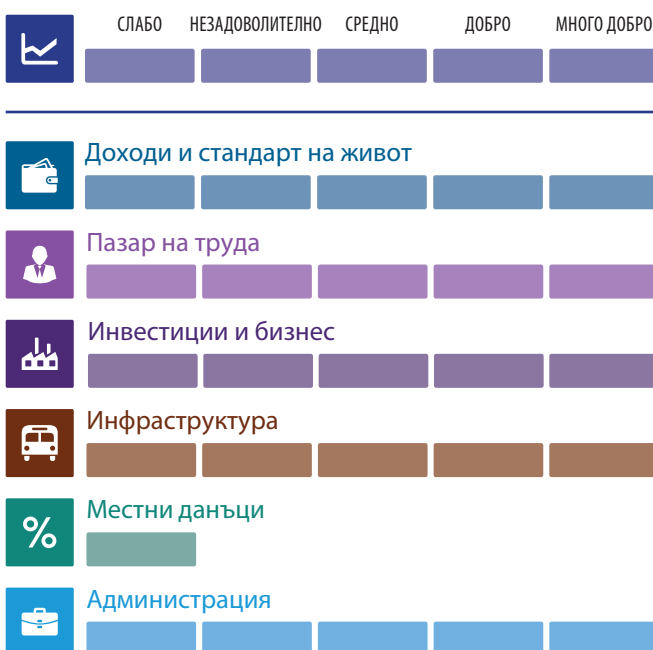 СЛАБО НЕЗАДОВОЛИТЕЛНО СРЕДНО ДОБРО МНОГО ДОБРО
Доходи и стандарт на живот
Пазар на труда
Инвестиции и бизнес
Инфраструктура
Местни данъци
%
Администрация